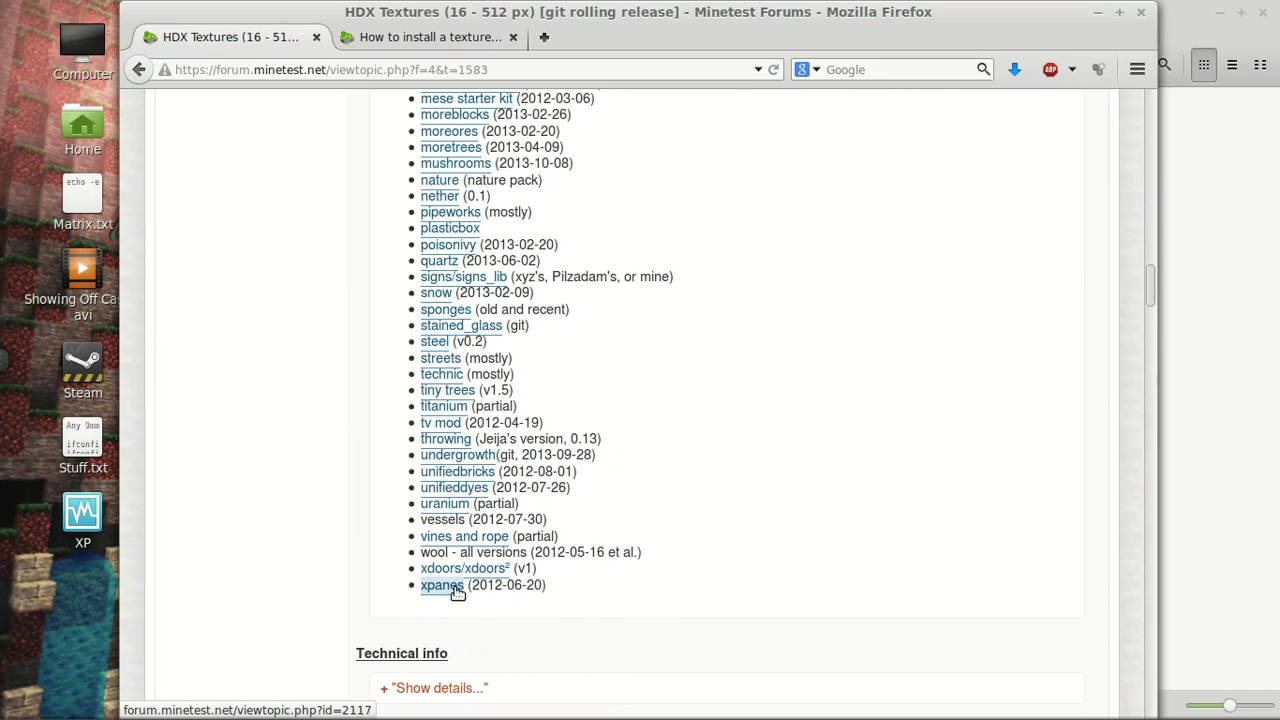 HDX Textures (16 - 512 px) [git rolling release] - Minetest Forums - Mozilla Firefox
HDX Textures (16 - 51...
How to install a texture...
https://forum.minetest.net/viewtopic.php?f=4&t=1583
Google
ABP
Computer
Home
echo -e
Matrix.txt
Showing Off Ca
avi
Steam
Any 9mm
ifconfi
ifconfi
Stuff.txt
XP
mese starter kit (2012-03-06)
moreblocks (2013-02-26)
moreores (2013-02-20)
moretrees (2013-04-09)
mushrooms (2013-10-08)
nature (nature pack)
nether (0.1)
pipeworks (mostly)
plasticbox
poisonivy (2013-02-20)
quartz (2013-06-02)
signs/signs_lib (xyz's, Pilzadam's, or mine)
snow (2013-02-09)
sponges (old and recent)
stained_glass (git)
steel (v0.2)
streets (mostly)
technic (mostly)
tiny trees (v1.5)
titanium (partial)
tv mod (2012-04-19)
throwing (Jeija's version, 0.13)
undergrowth(git, 2013-09-28)
unifiedbricks (2012-08-01)
unifieddyes (2012-07-26)
uranium (partial)
vessels (2012-07-30)
vines and rope (partial)
wool - all versions (2012-05-16 et al.)
xdoors/xdoors² (v1)
xpanes (2012-06-20)
Technical info
+ "Show details..."
forum.minetest.net/viewtopic.php?id=2117